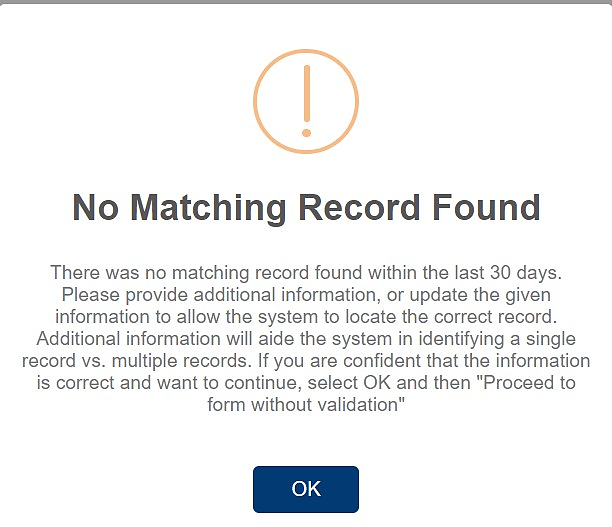 No Matching Record Found
There was no matching record found within the last 30 days.
Please provide additional information, or update the given
information to allow the system to locate the correct record.
Additional information will aide the system in identifying a single
record vs. multiple records. If you are confident that the information
is correct and want to continue, select OK and then "Proceed to
form without validation"
OK